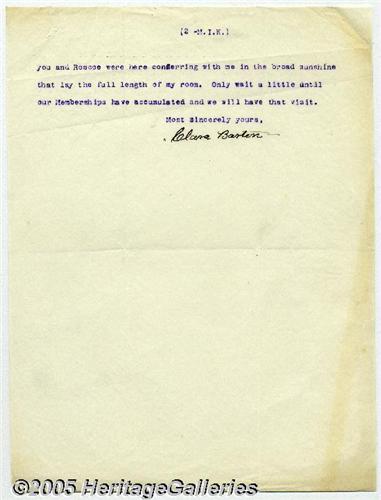 (2 -M.I.K.)
you and Roscoe were here conferring with me in the broad sunshine
that lay the full length of my room. Only wait a little until
our Memberships have accumulated and we will have that visit.
Most sincerely yours,
Clara Barton
©2005 HeritageGalleries